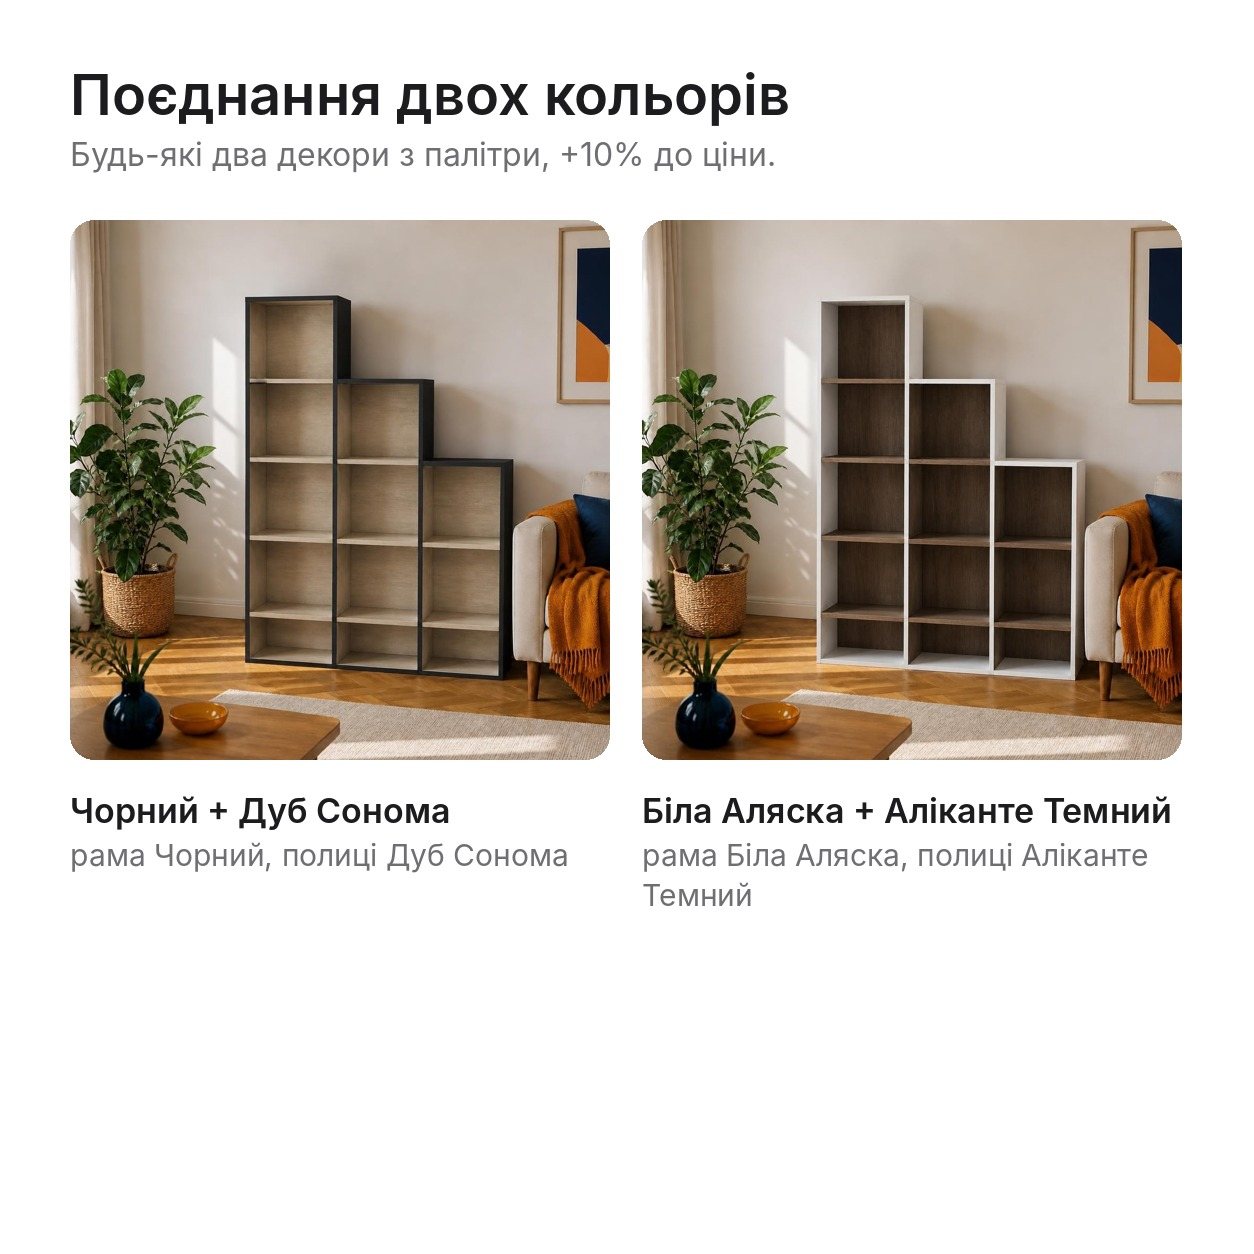 Поєднання двох кольорів
Будь-які два декори з палітри, +10% до ціни.
Чорний + Дуб Сонома
рама Чорний, полиці Дуб Сонома
Біла Аляска + Аліканте Темний
рама Біла Аляска, полиці Аліканте
Темний